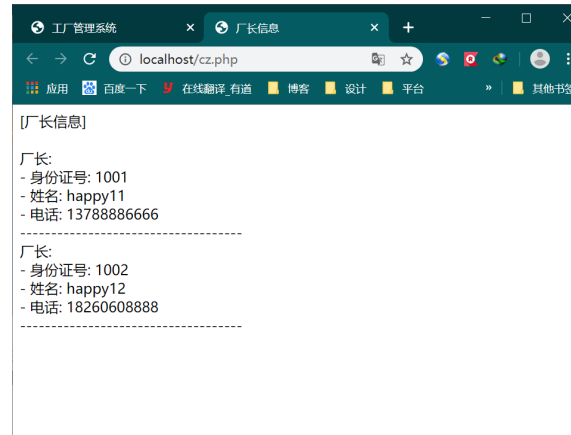 工厂管理系统
厂长信息
localhost/cz.php
应用
百度一下
在线翻译_有道
博客
设计
平台
»
其他书签
[厂长信息]
厂长:
- 身份证号: 1001
- 姓名: happy11
- 电话: 13788886666
------------------------------------
厂长:
- 身份证号: 1002
- 姓名: happy12
- 电话: 18260608888
------------------------------------